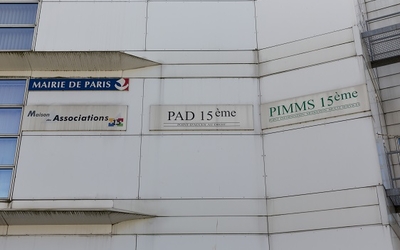 MAIRIE DE PARIS
Maison des Associations
PAD 15ème
PIMMS 15ème